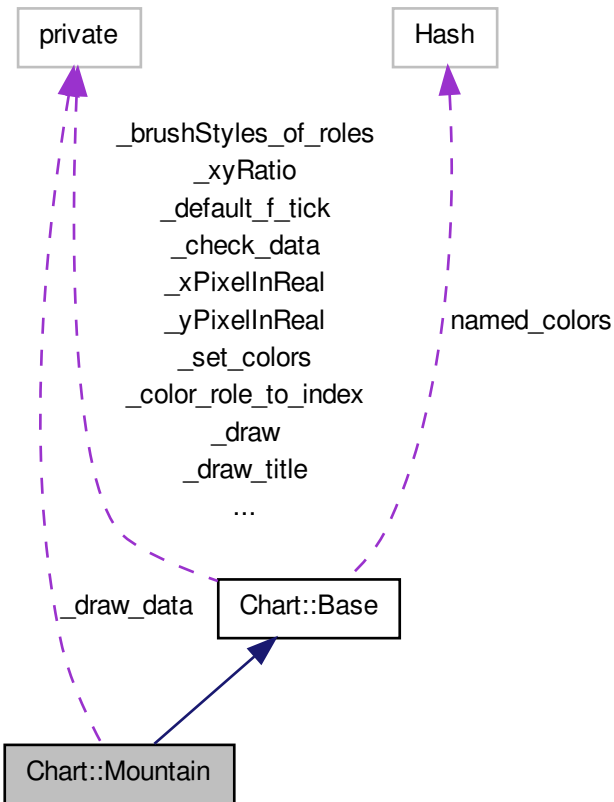 private
Hash
_brushStyles_of_roles
_xyRatio
_default_f_tick
_check_data
_xPixelInReal
_yPixelInReal
_set_colors
_color_role_to_index
_draw
_draw_title
...
named_colors
_draw_data
Chart::Base
Chart::Mountain